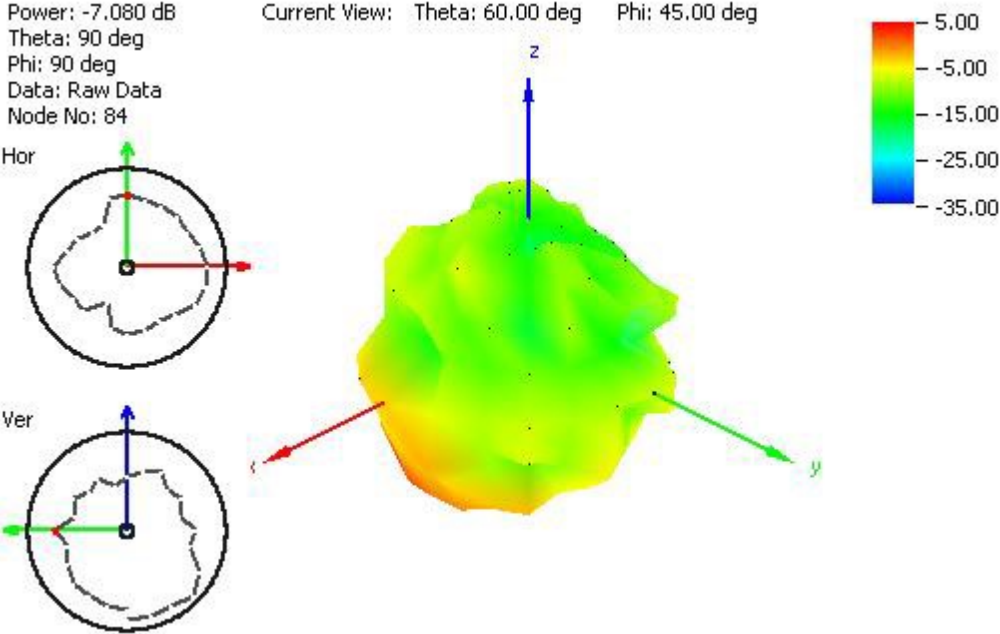 Power: -7.080 dB
Theta: 90 deg
Phi: 90 deg
Data: Raw Data
Node No: 84
Current View: Theta: 60.00 deg Phi: 45.00 deg
Hor
Ver
z
y
5.00
-5.00
-15.00
-25.00
-35.00